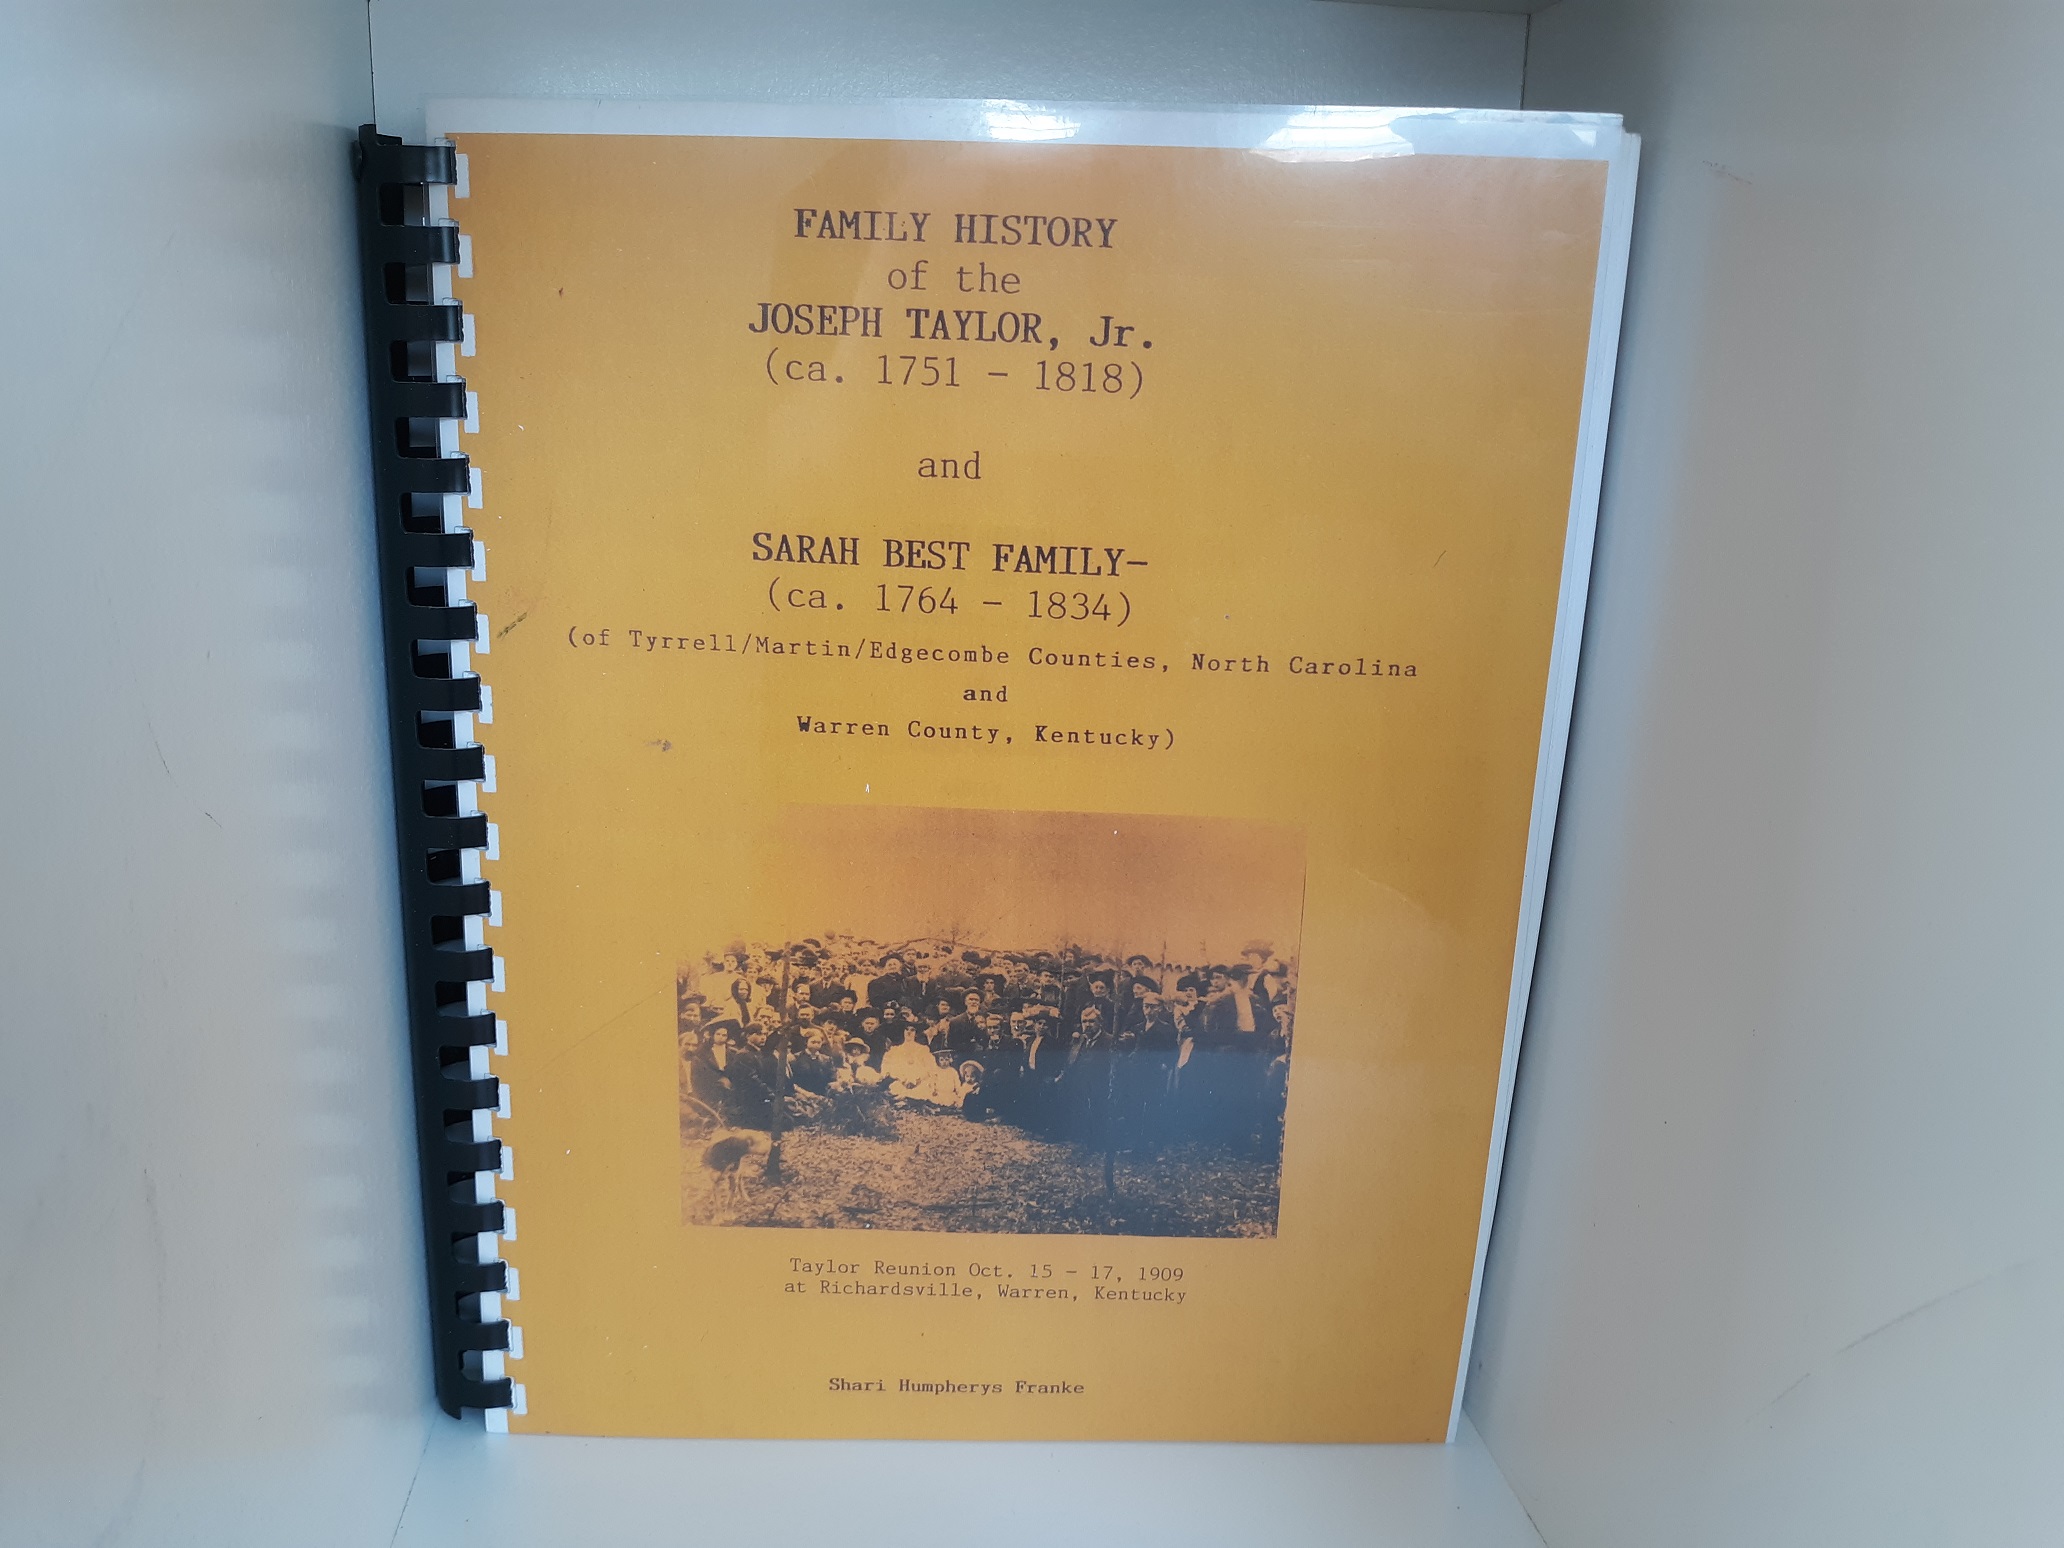 FAMILY HISTORY
of the
JOSEPH TAYLOR, Jr.
(ca. 1751 - 1818)
and
SARAH BEST FAMILY-
(ca. 1764 - 1834)
(of Tyrrell/Martin/Edgecombe Counties, North Carolina
and
Warren County, Kentucky)
Taylor Reunion Oct. 15 - 17, 1909
at Richardsville, Warren, Kentucky
Shari Humpherys Franke